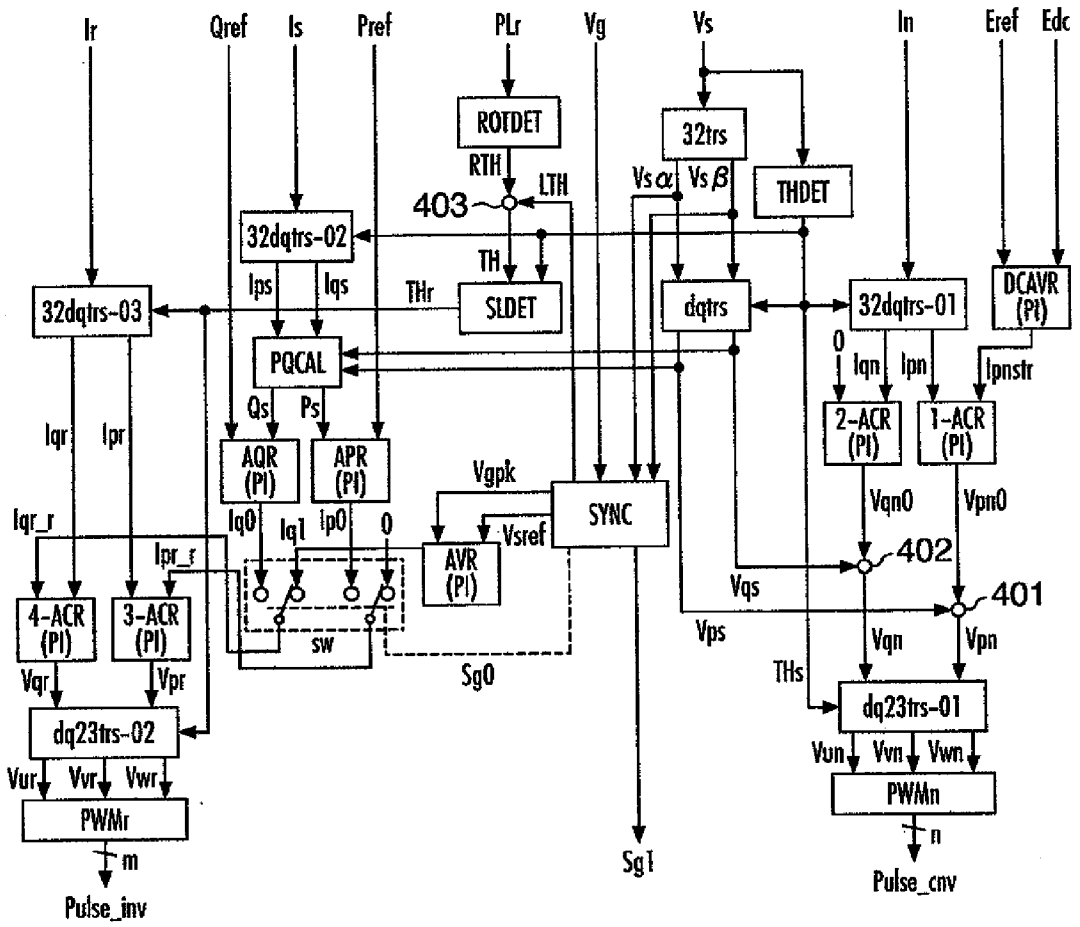 Ir Qref Is Pref PLr Vg Vs In Eref Edc
ROTDET
32trs
RTH
LTH
Vsα Vsβ
THDET
403
32dqtrs-02
TH
Ips Iqs
THr
32dqtrs-03
SLDET
dqtrs
32dqtrs-01
DCAVR
(PI)
PQCAL
0
Iqn Ipn
Ipnstr
Qs Ps
Iqr Ipr
2-ACR
(PI)
1-ACR
(PI)
AQR
(PI)
APR
(PI)
Vgpk
SYNC
Vqn0
Vpn0
Iqr_r
Iq0 Iq1 Ip0 0
Vsref
Ipr_r
AVR
(PI)
402
Vqs
401
4-ACR
(PI)
3-ACR
(PI)
sw
Vps
Vqn
Vpn
Sg0
THs
Vqr
Vpr
dq23trs-02
dq23trs-01
Vur Vvr Vwr
Vun Vvn Vwn
PWMr
PWMn
m
n
Sg1
Pulse_inv
Pulse_cnv